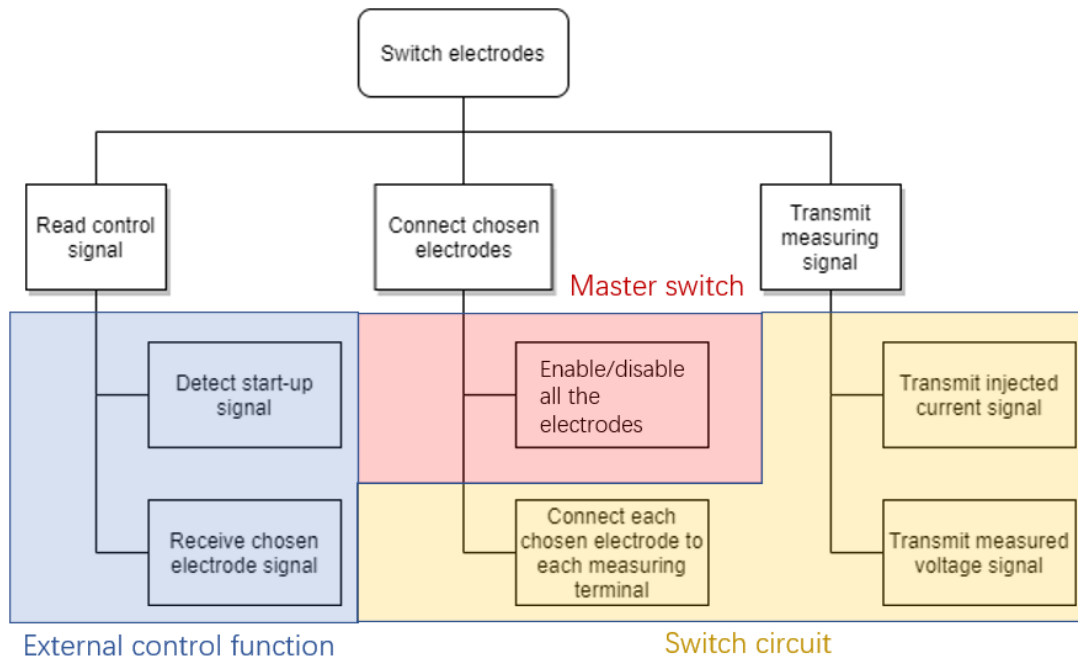 Switch electrodes
Read control
signal
Connect chosen
electrodes
Transmit
measuring
signal
Master switch
Detect start-up
signal
Enable/disable
all the
electrodes
Transmit injected
current signal
Receive chosen
electrode signal
Connect each
chosen electrode to
each measuring
terminal
Transmit measured
voltage signal
External control function
Switch circuit